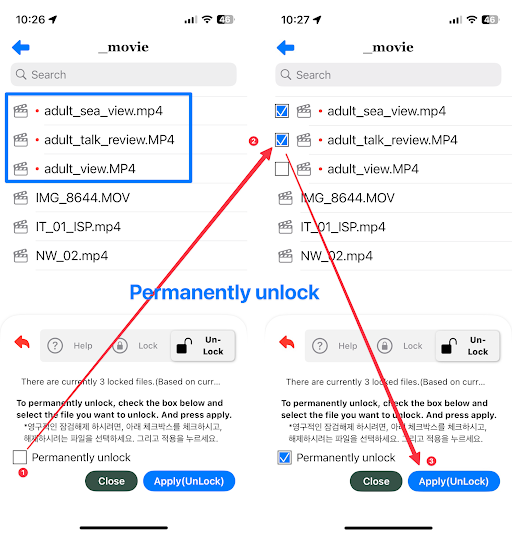 10:26
46
_movie
Search
• adult_sea_view.mp4
• adult_talk_review.MP4
• adult_view.MP4
IMG_8644.MOV
IT_01_ISP.mp4
NW_02.mp4
? Help
Lock
Un-
Lock
There are currently 3 locked files.(Based on curr...
To permanently unlock, check the box below and
select the file you want to unlock. And press apply.
*영구적인 잠검해제 하시려면, 아래 체크박스를 체크하시고,
해제하시려는 파일을 선택하세요. 그리고 적용을 누르세요.
Permanently unlock
1
Close
Apply(UnLock)
Permanently unlock
10:27
46
_movie
Search
• adult_sea_view.mp4
2
• adult_talk_review.MP4
• adult_view.MP4
IMG_8644.MOV
IT_01_ISP.mp4
NW_02.mp4
? Help
Lock
Un-
Lock
There are currently 3 locked files.(Based on curr...
To permanently unlock, check the box below and
select the file you want to unlock. And press apply.
*영구적인 잠검해제 하시려면, 아래 체크박스를 체크하시고,
해제하시려는 파일을 선택하세요. 그리고 적용을 누르세요.
Permanently unlock
3
Close
Apply(UnLock)